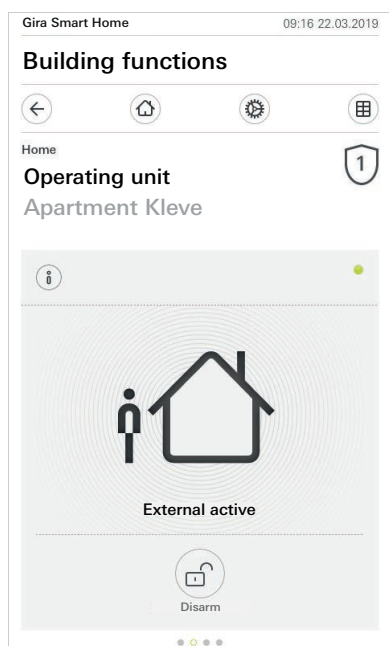 Gira Smart Home 09:16 22.03.2019
Building functions
Home
1
Operating unit
Apartment Kleve
External active
Disarm